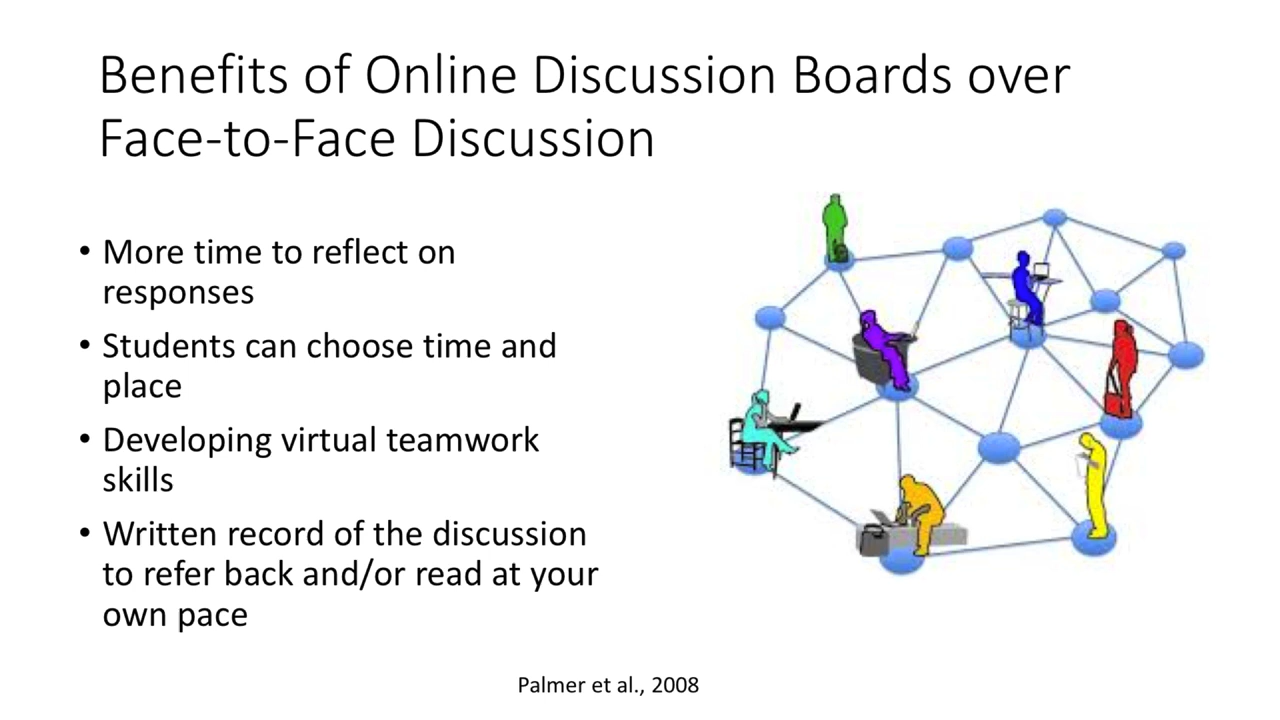 Benefits of Online Discussion Boards over
Face-to-Face Discussion
• More time to reflect on
responses
• Students can choose time and
place
• Developing virtual teamwork
skills
• Written record of the discussion
to refer back and/or read at your
own pace
Palmer et al., 2008